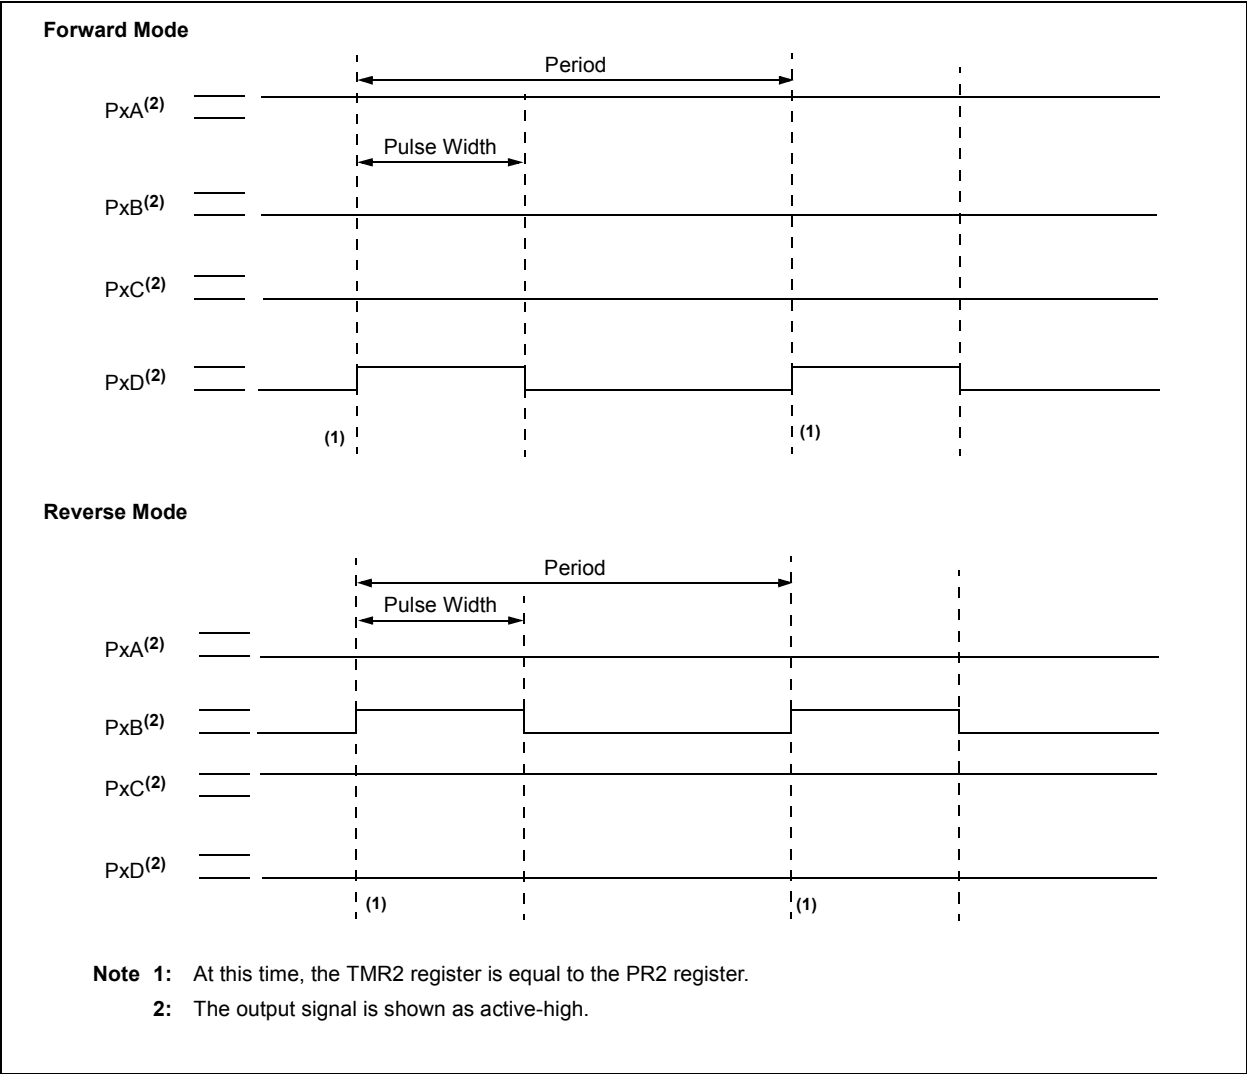 Forward Mode
Period
PxA(2)
Pulse Width
PxB(2)
PxC(2)
PxD(2)
(1) (1)
Reverse Mode
Period
Pulse Width
PxA(2)
PxB(2)
PxC(2)
PxD(2)
(1) (1)
Note 1: At this time, the TMR2 register is equal to the PR2 register.
2: The output signal is shown as active-high.